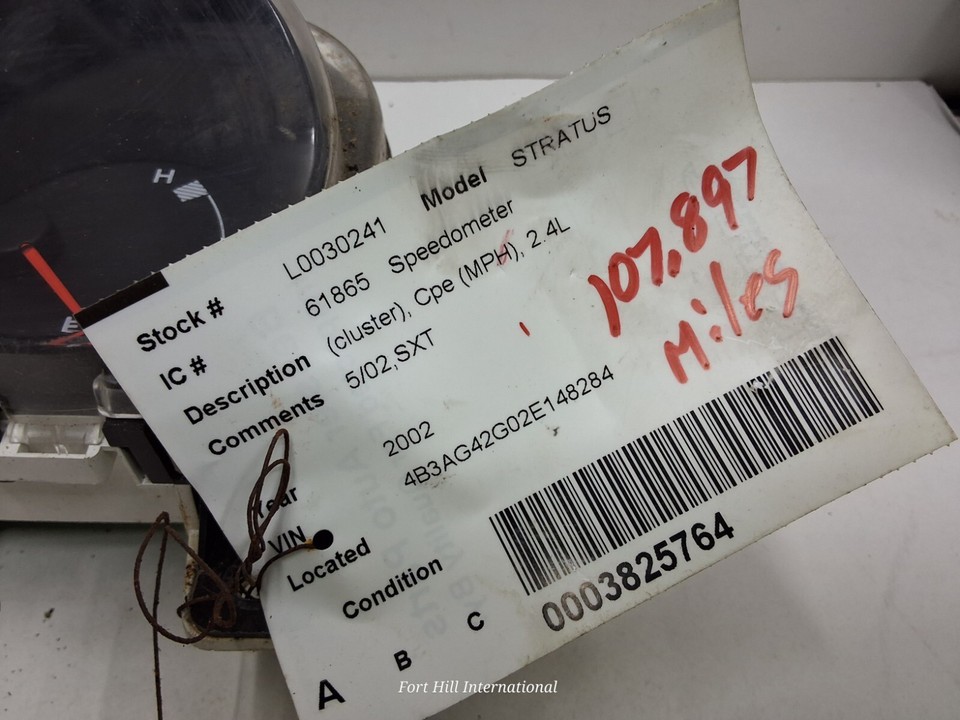 H
E
Stock # L0030241 Model STRATUS
IC # 61865 Speedometer
Description (cluster), Cpe (MPH), 2.4L
Comments 5/02,SXT
107,897
Miles
Year 2002
VIN 4B3AG42G02E148284
Located
Condition
A B C
0003825764
Fort Hill International